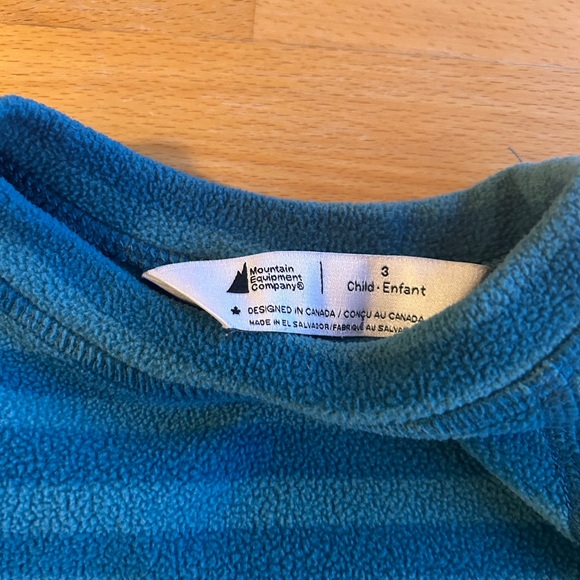 Mountain
Equipment
Company®
3
Child · Enfant
DESIGNED IN CANADA / CONÇU AU CANADA
MADE IN EL SALVADOR/FABRIQUÉ AU